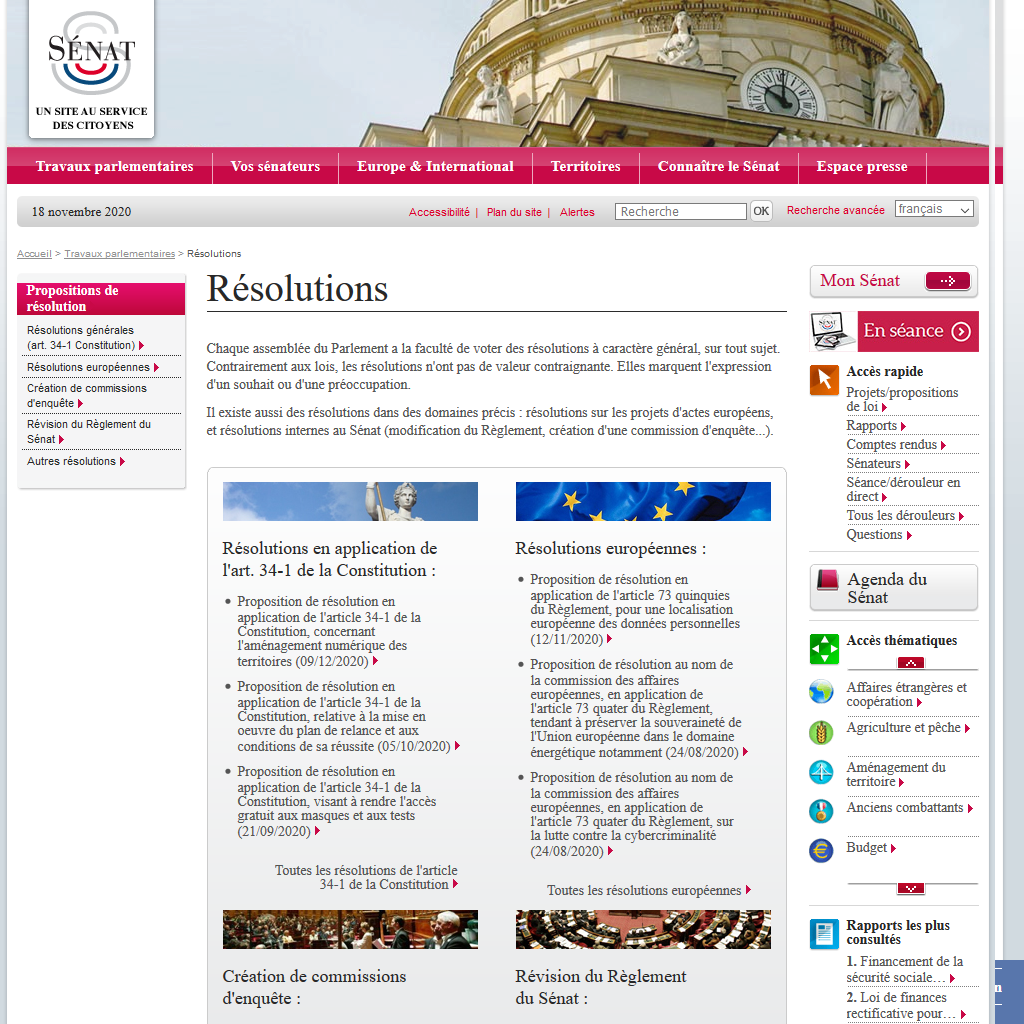 SÉNAT
UN SITE AU SERVICE
DES CITOYENS
Travaux parlementaires
Vos sénateurs
Europe & International
Territoires
Connaître le Sénat
Espace presse
18 novembre 2020
Accessibilité | Plan du site | Alertes
Recherche
OK
Recherche avancée
français
Accueil > Travaux parlementaires > Résolutions
Propositions de
résolution
Résolutions générales
(art. 34-1 Constitution)
Résolutions européennes
Création de commissions
d'enquête
Révision du Règlement du
Sénat
Autres résolutions
Résolutions
Chaque assemblée du Parlement a la faculté de voter des résolutions à caractère général, sur tout sujet.
Contrairement aux lois, les résolutions n'ont pas de valeur contraignante. Elles marquent l'expression
d'un souhait ou d'une préoccupation.
Il existe aussi des résolutions dans des domaines précis : résolutions sur les projets d'actes européens,
et résolutions internes au Sénat (modification du Règlement, création d'une commission d'enquête...).
Résolutions en application de
l'art. 34-1 de la Constitution :
• Proposition de résolution en
application de l'article 34-1 de la
Constitution, concernant
l'aménagement numérique des
territoires (09/12/2020)
• Proposition de résolution en
application de l'article 34-1 de la
Constitution, relative à la mise en
oeuvre du plan de relance et aux
conditions de sa réussite (05/10/2020)
• Proposition de résolution en
application de l'article 34-1 de la
Constitution, visant à rendre l'accès
gratuit aux masques et aux tests
(21/09/2020)
Toutes les résolutions de l'article
34-1 de la Constitution
Résolutions européennes :
• Proposition de résolution en
application de l'article 73 quinquies
du Règlement, pour une localisation
européenne des données personnelles
(12/11/2020)
• Proposition de résolution au nom de
la commission des affaires
européennes, en application de
l'article 73 quater du Règlement,
tendant à préserver la souveraineté de
l'Union européenne dans le domaine
énergétique notamment (24/08/2020)
• Proposition de résolution au nom de
la commission des affaires
européennes, en application de
l'article 73 quater du Règlement, sur
la lutte contre la cybercriminalité
(24/08/2020)
Toutes les résolutions européennes
Création de commissions
d'enquête :
Révision du Règlement
du Sénat :
Mon Sénat
SÉNAT
En séance
Accès rapide
Projets/propositions
de loi
Rapports
Comptes rendus
Sénateurs
Séance/dérouleur en
direct
Tous les dérouleurs
Questions
Agenda du
Sénat
Accès thématiques
Affaires étrangères et
coopération
Agriculture et pêche
Aménagement du
territoire
Anciens combattants
Budget
Rapports les plus
consultés
1. Financement de la
sécurité sociale…
2. Loi de finances
rectificative pour…
n